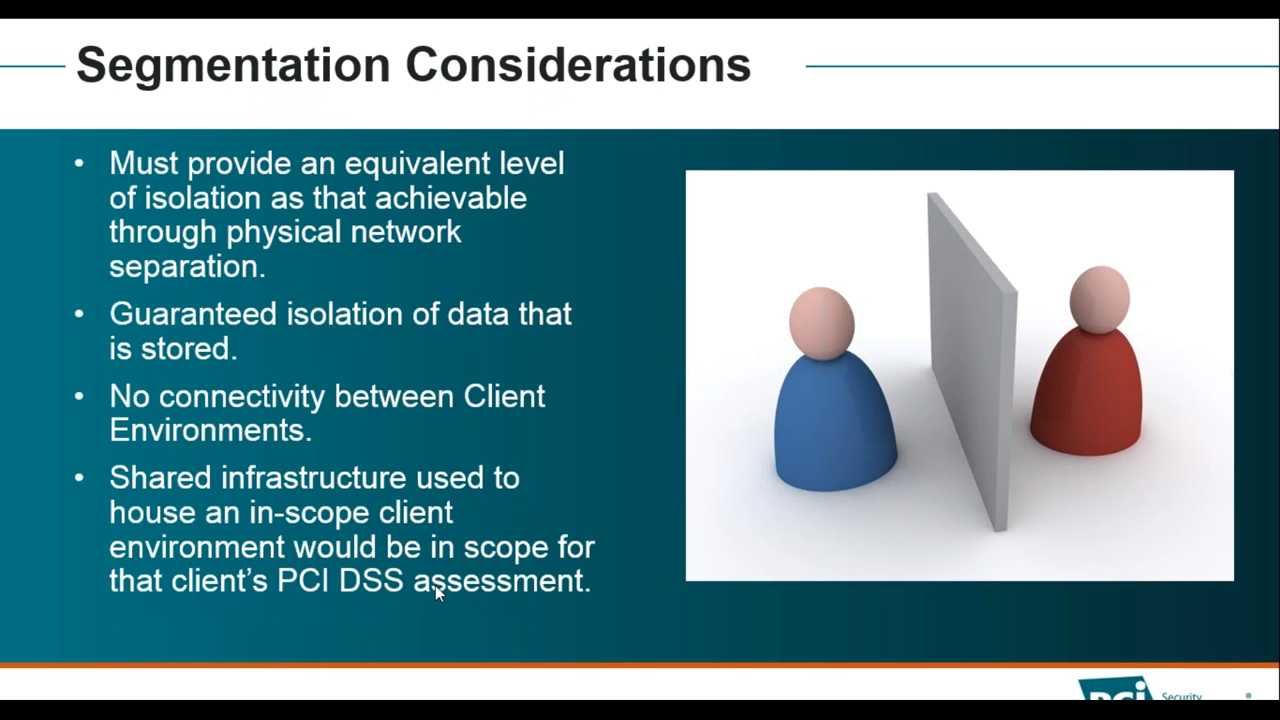 Segmentation Considerations
• Must provide an equivalent level
of isolation as that achievable
through physical network
separation.
• Guaranteed isolation of data that
is stored.
• No connectivity between Client
Environments.
• Shared infrastructure used to
house an in-scope client
environment would be in scope for
that client’s PCI DSS assessment.
PCi Security ®